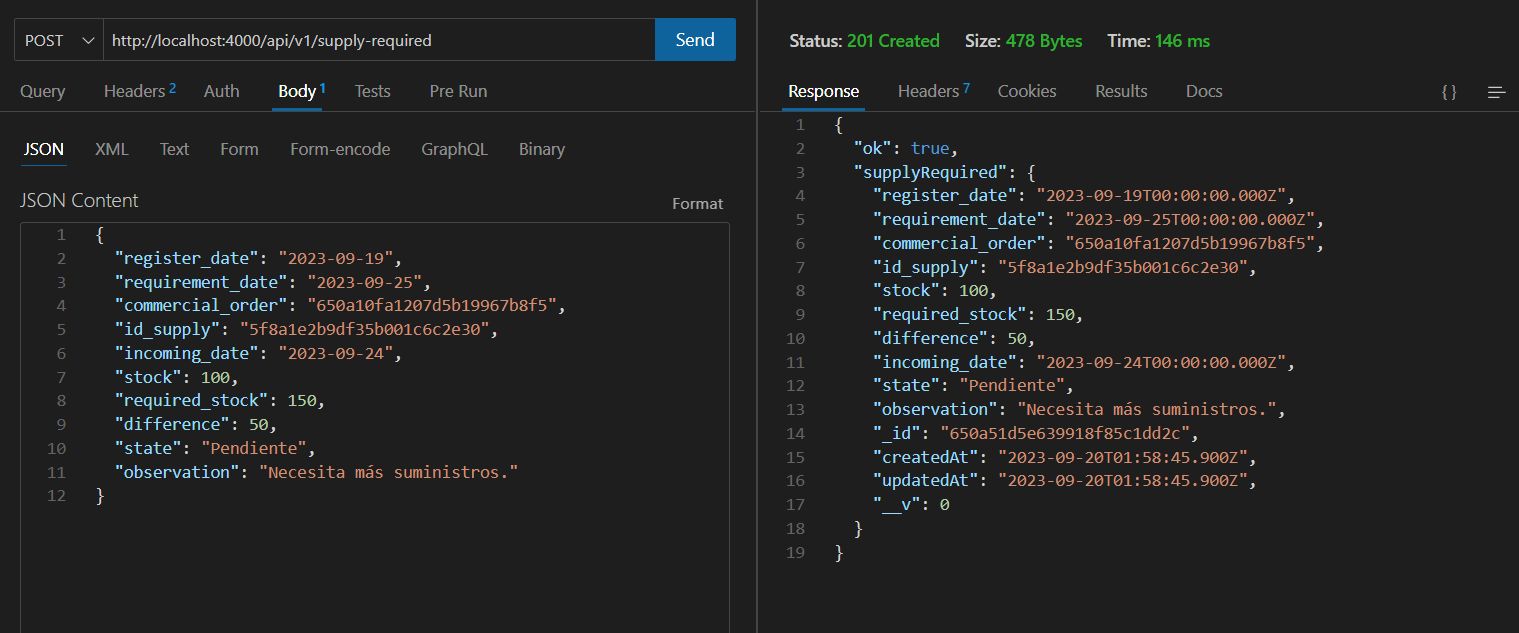 POST http://localhost:4000/api/v1/supply-required Send
Query Headers 2 Auth Body 1 Tests Pre Run
JSON XML Text Form Form-encode GraphQL Binary
JSON Content Format
1 {
2 "register_date": "2023-09-19",
3 "requirement_date": "2023-09-25",
4 "commercial_order": "650a10fa1207d5b19967b8f5",
5 "id_supply": "5f8a1e2b9df35b001c6c2e30",
6 "incoming_date": "2023-09-24",
7 "stock": 100,
8 "required_stock": 150,
9 "difference": 50,
10 "state": "Pendiente",
11 "observation": "Necesita más suministros."
12 }
Status: 201 Created Size: 478 Bytes Time: 146 ms
Response Headers 7 Cookies Results Docs { }
1 {
2 "ok": true,
3 "supplyRequired": {
4 "register_date": "2023-09-19T00:00:00.000Z",
5 "requirement_date": "2023-09-25T00:00:00.000Z",
6 "commercial_order": "650a10fa1207d5b19967b8f5",
7 "id_supply": "5f8a1e2b9df35b001c6c2e30",
8 "stock": 100,
9 "required_stock": 150,
10 "difference": 50,
11 "incoming_date": "2023-09-24T00:00:00.000Z",
12 "state": "Pendiente",
13 "observation": "Necesita más suministros.",
14 "_id": "650a51d5e639918f85c1dd2c",
15 "createdAt": "2023-09-20T01:58:45.900Z",
16 "updatedAt": "2023-09-20T01:58:45.900Z",
17 "__v": 0
18 }
19 }